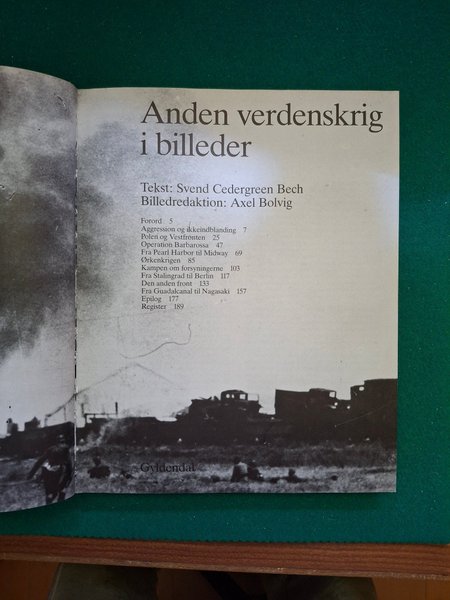 Anden verdenskrig
i billeder
Tekst: Svend Cedergreen Bech
Billedredaktion: Axel Bolvig
Forord 5
Aggression og ikkeindblanding 7
Polen og Vestfronten 25
Operation Barbarossa 47
Fra Pearl Harbor til Midway 69
Ørkenkrigen 85
Kampen om forsyningerne 103
Fra Stalingrad til Berlin 117
Den anden front 133
Fra Guadalcanal til Nagasaki 157
Epilog 177
Register 189
Gyldendal